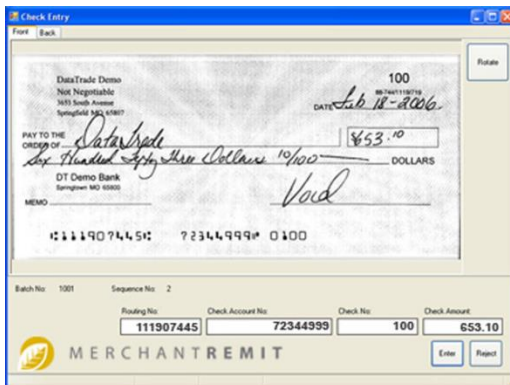 Check Entry
Front Back
Rotate
DataTrade Demo
Not Negotiable
3653 South Avenue
Springfield MO 65807
100
DATE Feb 18-2006
PAY TO THE
ORDER OF DataTrade $653.10
Six Hundred Fifty Three Dollars 10/100 DOLLARS
DT Demo Bank
Springtown MO 65800
MEMO Void
⑆111907445⑆ 72344999⑈ 0100
Batch No: 1001 Sequence No: 2
Routing No: Check Account No: Check No: Check Amount:
111907445 72344999 100 653.10
MERCHANTREMIT
Enter Reject